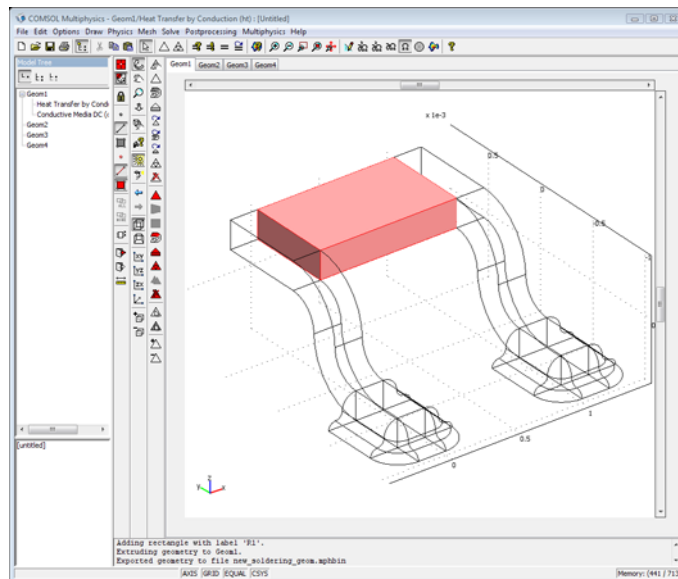 COMSOL Multiphysics - Geom1/Heat Transfer by Conduction (ht) : [Untitled]
File Edit Options Draw Physics Mesh Solve Postprocessing Multiphysics Help
Model Tree
Geom1 Geom2 Geom3 Geom4
Geom1
Heat Transfer by Cond
Conductive Media DC (
Geom2
Geom3
Geom4
x 1e-3
0.5
0
-0.5
-1
0
1
0.5
0
z
y x
[untitled]
Adding rectangle with label 'R1'.
Extruding geometry to Geom1.
Exported geometry to file new_soldering_geom.mphbin
AXIS GRID EQUAL CSYS
Memory: (441 / 713